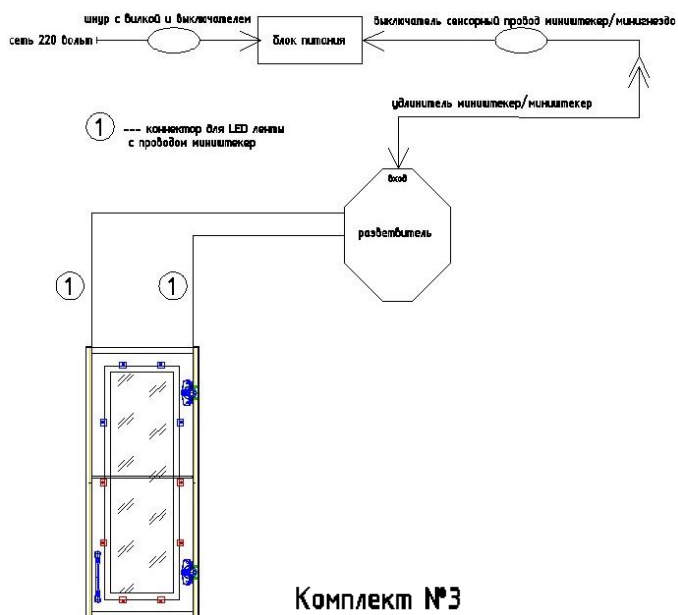 шнур с вилкой и выключателем
выключатель сенсорный провод миништекер/минигнездо
сеть 220 вольт
блок питания
удлинитель миништекер/миништекер
1 --- коннектор для LED ленты
с проводом миништекер
вход
разветвитель
1
1
Комплект №3